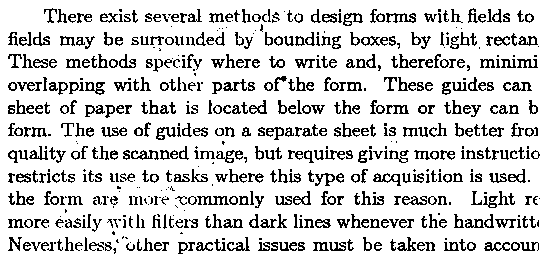 There exist several methods to design forms with fields to
fields may be surrounded by bounding boxes, by light rectan
These methods specify where to write and, therefore, minimi
overlapping with other parts of the form. These guides can
sheet of paper that is located below the form or they can b
form. The use of guides on a separate sheet is much better from
quality of the scanned image, but requires giving more instructio
restricts its use to tasks where this type of acquisition is used.
the form are more commonly used for this reason. Light re
more easily with filters than dark lines whenever the handwritte
Nevertheless, other practical issues must be taken into accoun